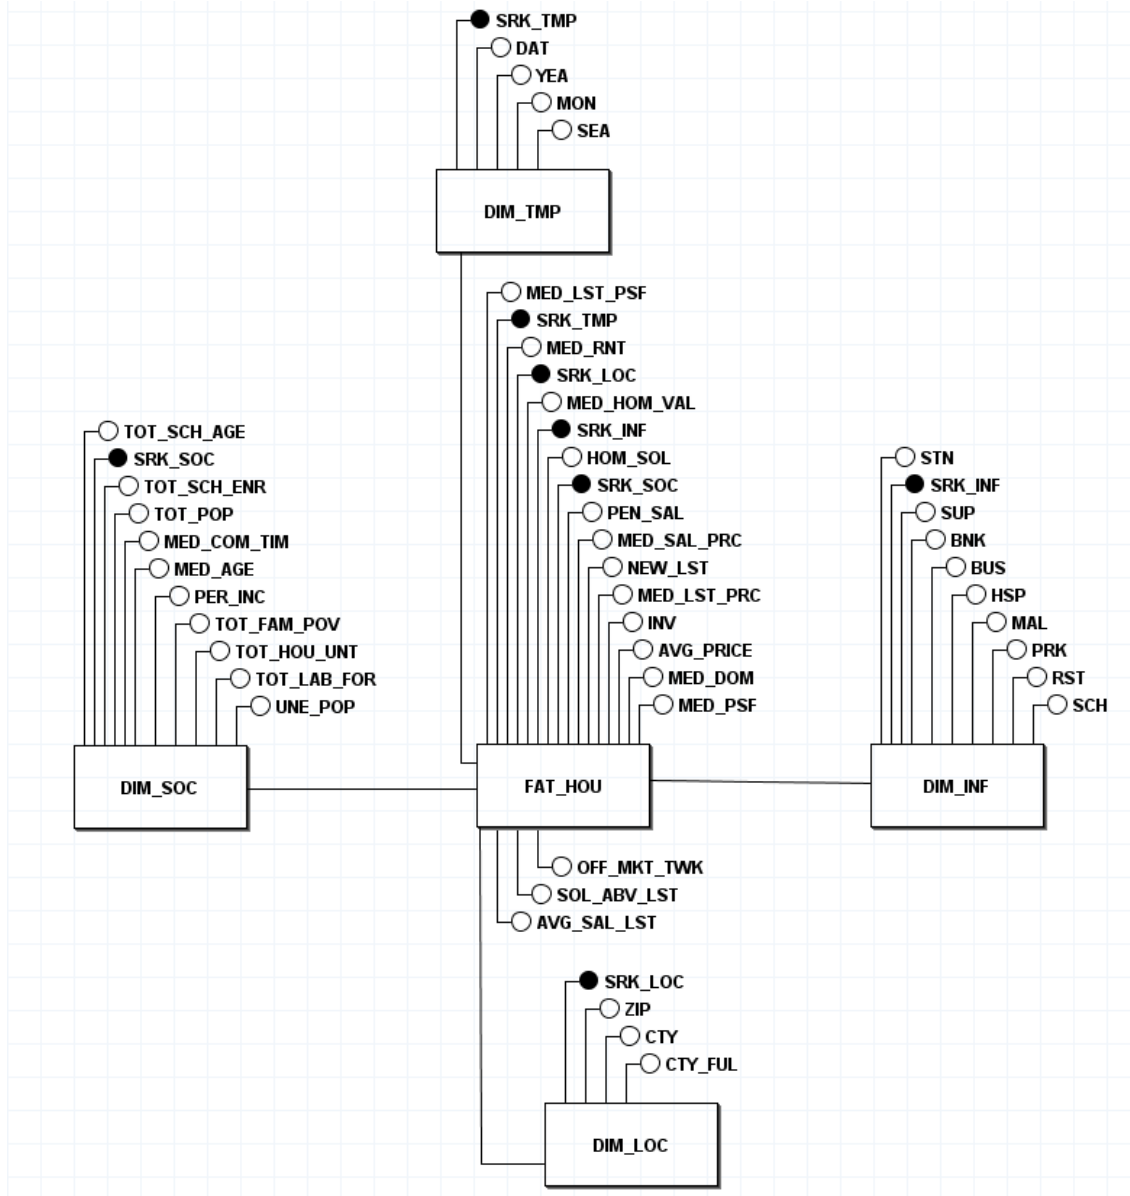 SRK_TMP
DAT
YEA
MON
SEA
DIM_TMP
MED_LST_PSF
SRK_TMP
MED_RNT
SRK_LOC
MED_HOM_VAL
SRK_INF
HOM_SOL
SRK_SOC
PEN_SAL
MED_SAL_PRC
NEW_LST
MED_LST_PRC
INV
AVG_PRICE
MED_DOM
MED_PSF
TOT_SCH_AGE
SRK_SOC
TOT_SCH_ENR
TOT_POP
MED_COM_TIM
MED_AGE
PER_INC
TOT_FAM_POV
TOT_HOU_UNT
TOT_LAB_FOR
UNE_POP
STN
SRK_INF
SUP
BNK
BUS
HSP
MAL
PRK
RST
SCH
DIM_SOC
FAT_HOU
DIM_INF
OFF_MKT_TWK
SOL_ABV_LST
AVG_SAL_LST
SRK_LOC
ZIP
CTY
CTY_FUL
DIM_LOC